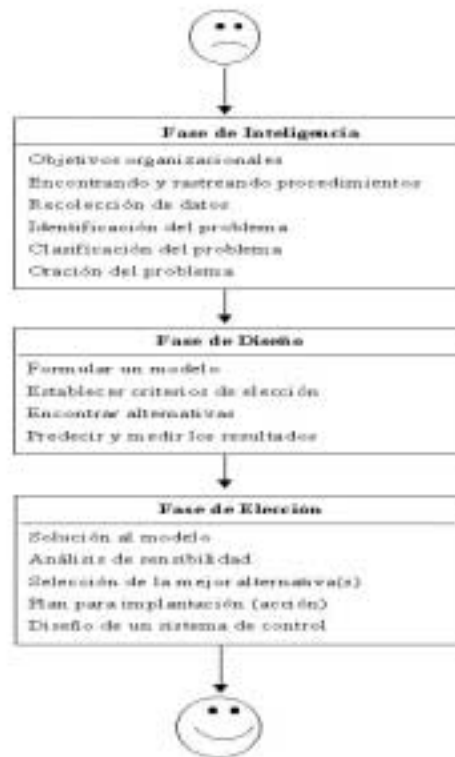 Fase de Inteligencia
Objetivos organizacionales
Encontrando y rastreando procedimientos
Recolección de datos
Identificación del problema
Clasificación del problema
Oración del problema
Fase de Diseño
Formular un modelo
Establecer criterios de elección
Encontrar alternativas
Predecir y medir los resultados
Fase de Elección
Solución al modelo
Análisis de sensibilidad
Selección de la mejor alternativa(s)
Plan para implantación (acción)
Diseño de un sistema de control